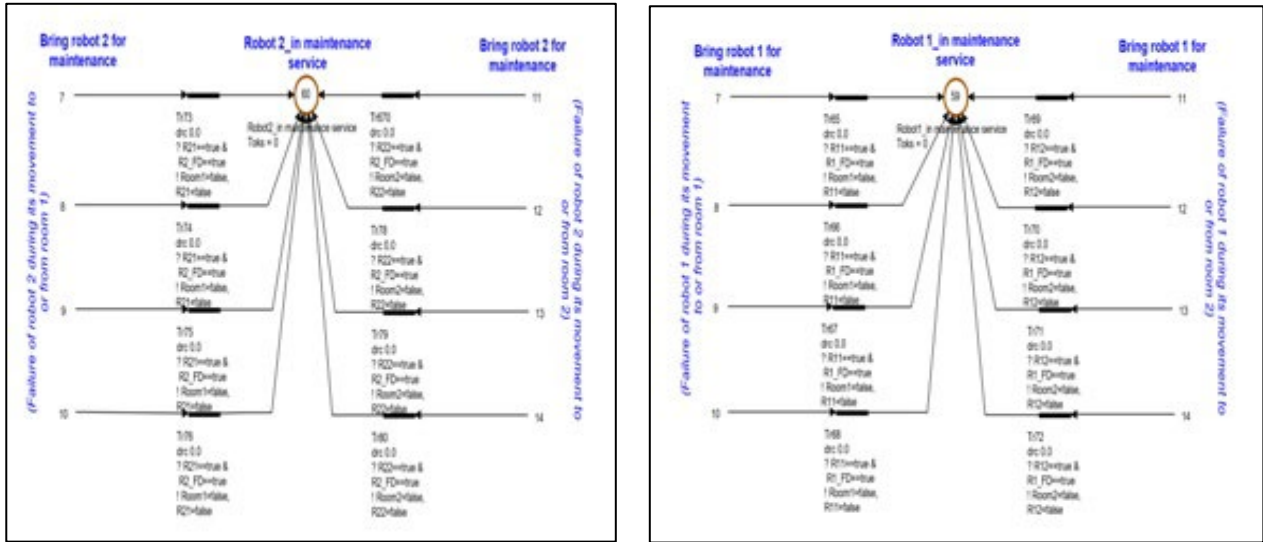 Bring robot 2 for
maintenance
Robot 2_in maintenance
service
Bring robot 2 for
maintenance
(Failure of robot 2 during its movement to
or from room 1)
(Failure of robot 2 during its movement to
or from room 2)
7
60
11
Robot2_in maintenance service
Toks = 0
Tr73
drc 0.0
? R21==true &
R2_FD==true
! Room1=false,
R21=false
Tr670
drc 0.0
? R22==true &
R2_FD==true
! Room2=false,
R22=false
8
12
Tr74
drc 0.0
? R21==true &
R2_FD==true
! Room1=false,
R21=false
Tr78
drc 0.0
? R22==true &
R2_FD==true
! Room2=false,
R22=false
9
13
Tr75
drc 0.0
? R21==true &
R2_FD==true
! Room1=false,
R21=false
Tr79
drc 0.0
? R22==true &
R2_FD==true
! Room2=false,
R22=false
10
14
Tr76
drc 0.0
? R21==true &
R2_FD==true
! Room1=false,
R21=false
Tr80
drc 0.0
? R22==true &
R2_FD==true
! Room2=false,
R22=false
Bring robot 1 for
maintenance
Robot 1_in maintenance
service
Bring robot 1 for
maintenance
(Failure of robot 1 during its movement
to or from room 2)
(Failure of robot 1 during its movement to
or from room 2)
7
59
11
Robot1_in maintenance service
Toks = 0
Tr65
drc 0.0
? R11==true &
R1_FD==true
! Room1=false,
R11=false
Tr69
drc 0.0
? R12==true &
R1_FD==true
! Room2=false,
R12=false
8
12
Tr66
drc 0.0
? R11==true &
R1_FD==true
! Room1=false,
R11=false
Tr70
drc 0.0
? R12==true &
R1_FD==true
! Room2=false,
R12=false
9
13
Tr67
drc 0.0
? R11==true &
R1_FD==true
! Room1=false,
R11=false
Tr71
drc 0.0
? R12==true &
R1_FD==true
! Room2=false,
R12=false
10
14
Tr68
drc 0.0
? R11==true &
R1_FD==true
! Room1=false,
R11=false
Tr72
drc 0.0
? R12==true &
R1_FD==true
! Room2=false,
R12=false